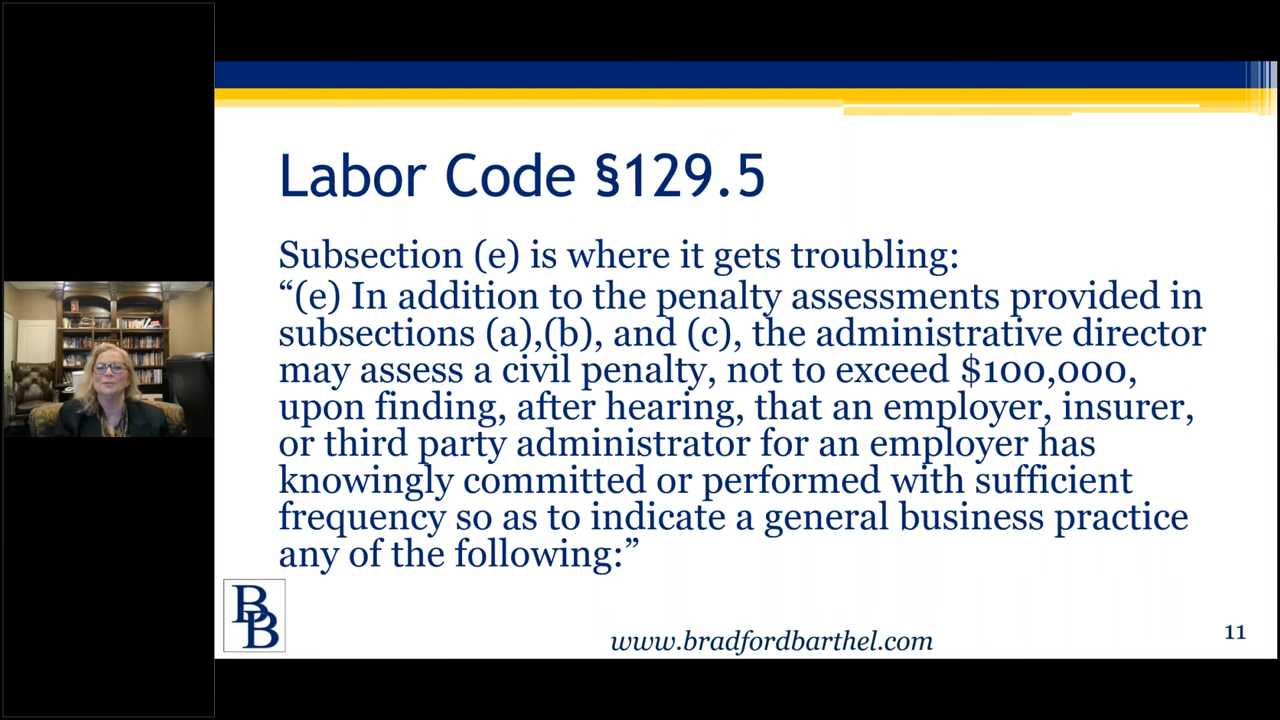 Labor Code §129.5
Subsection (e) is where it gets troubling:
“(e) In addition to the penalty assessments provided in
subsections (a),(b), and (c), the administrative director
may assess a civil penalty, not to exceed $100,000,
upon finding, after hearing, that an employer, insurer,
or third party administrator for an employer has
knowingly committed or performed with sufficient
frequency so as to indicate a general business practice
any of the following:”
BB
www.bradfordbarthel.com
11